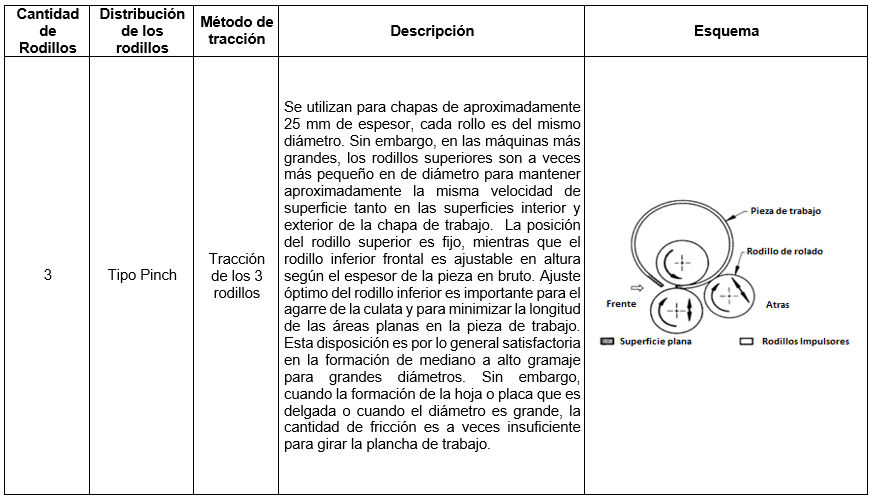 Cantidad
de
Rodillos
Distribución
de los
rodillos
Método de
tracción
Descripción
Esquema
3
Tipo Pinch
Tracción
de los 3
rodillos
Se utilizan para chapas de aproximadamente
25 mm de espesor, cada rollo es del mismo
diámetro. Sin embargo, en las máquinas más
grandes, los rodillos superiores son a veces
más pequeño en de diámetro para mantener
aproximadamente la misma velocidad de
superficie tanto en las superficies interior y
exterior de la chapa de trabajo. La posición
del rodillo superior es fijo, mientras que el
rodillo inferior frontal es ajustable en altura
según el espesor de la pieza en bruto. Ajuste
óptimo del rodillo inferior es importante para el
agarre de la culata y para minimizar la longitud
de las áreas planas en la pieza de trabajo.
Esta disposición es por lo general satisfactoria
en la formación de mediano a alto gramaje
para grandes diámetros. Sin embargo,
cuando la formación de la hoja o placa que es
delgada o cuando el diámetro es grande, la
cantidad de fricción es a veces insuficiente
para girar la plancha de trabajo.
Pieza de trabajo
Rodillo de rolado
Frente
Atras
Superficie plana
Rodillos Impulsores